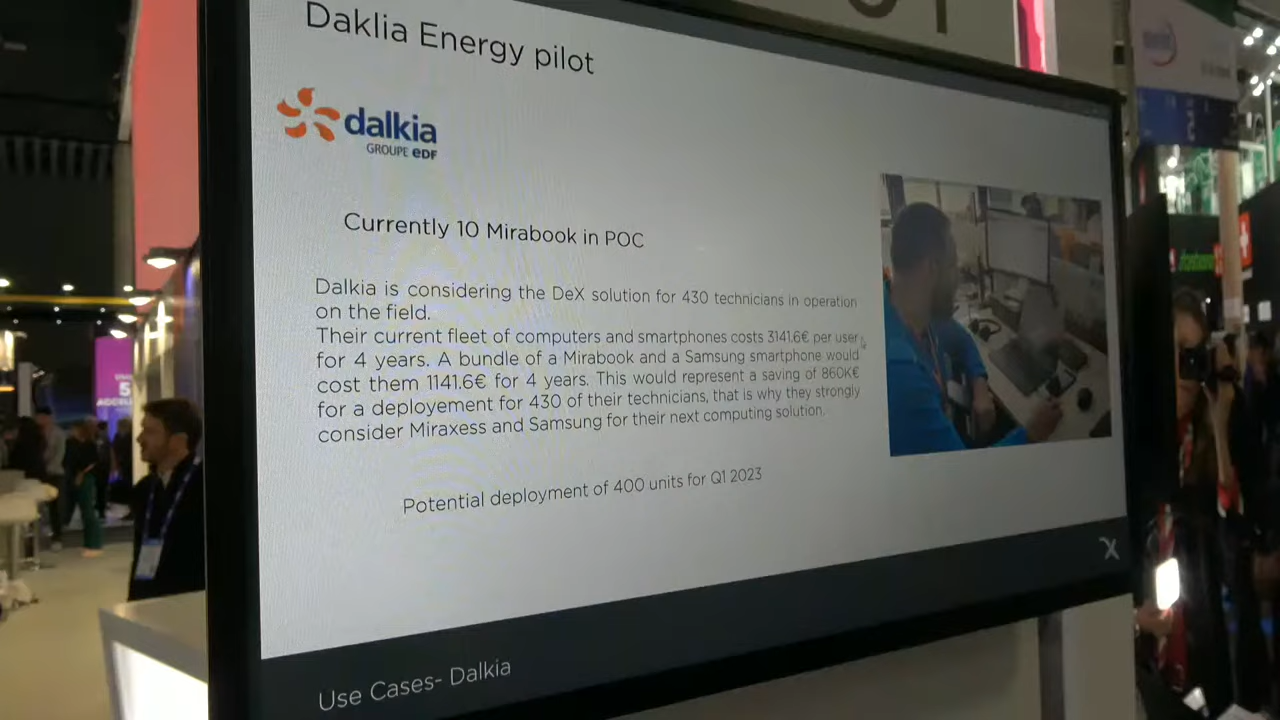 Daklia Energy pilot
dalkia
GROUPE eDF
Currently 10 Mirabook in POC
Dalkia is considering the DeX solution for 430 technicians in operation
on the field.
Their current fleet of computers and smartphones costs 3141.6€ per user
for 4 years. A bundle of a Mirabook and a Samsung smartphone would
cost them 1141.6€ for 4 years. This would represent a saving of 860K€
for a deployement for 430 of their technicians, that is why they strongly
consider Miraxess and Samsung for their next computing solution.
Potential deployment of 400 units for Q1 2023
Use Cases- Dalkia
5